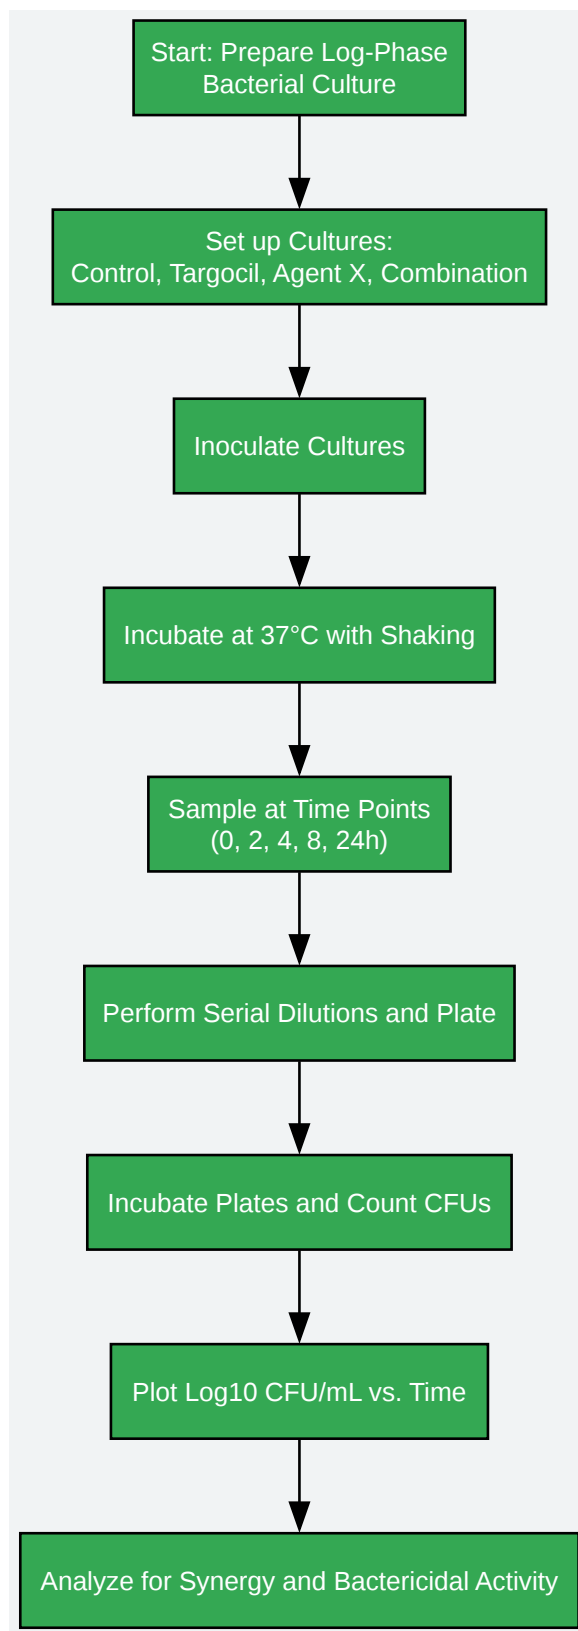 Start: Prepare Log-Phase
Bacterial Culture
Set up Cultures:
Control, Targocil, Agent X, Combination
Inoculate Cultures
Incubate at 37°C with Shaking
Sample at Time Points
(0, 2, 4, 8, 24h)
Perform Serial Dilutions and Plate
Incubate Plates and Count CFUs
Plot Log10 CFU/mL vs. Time
Analyze for Synergy and Bactericidal Activity